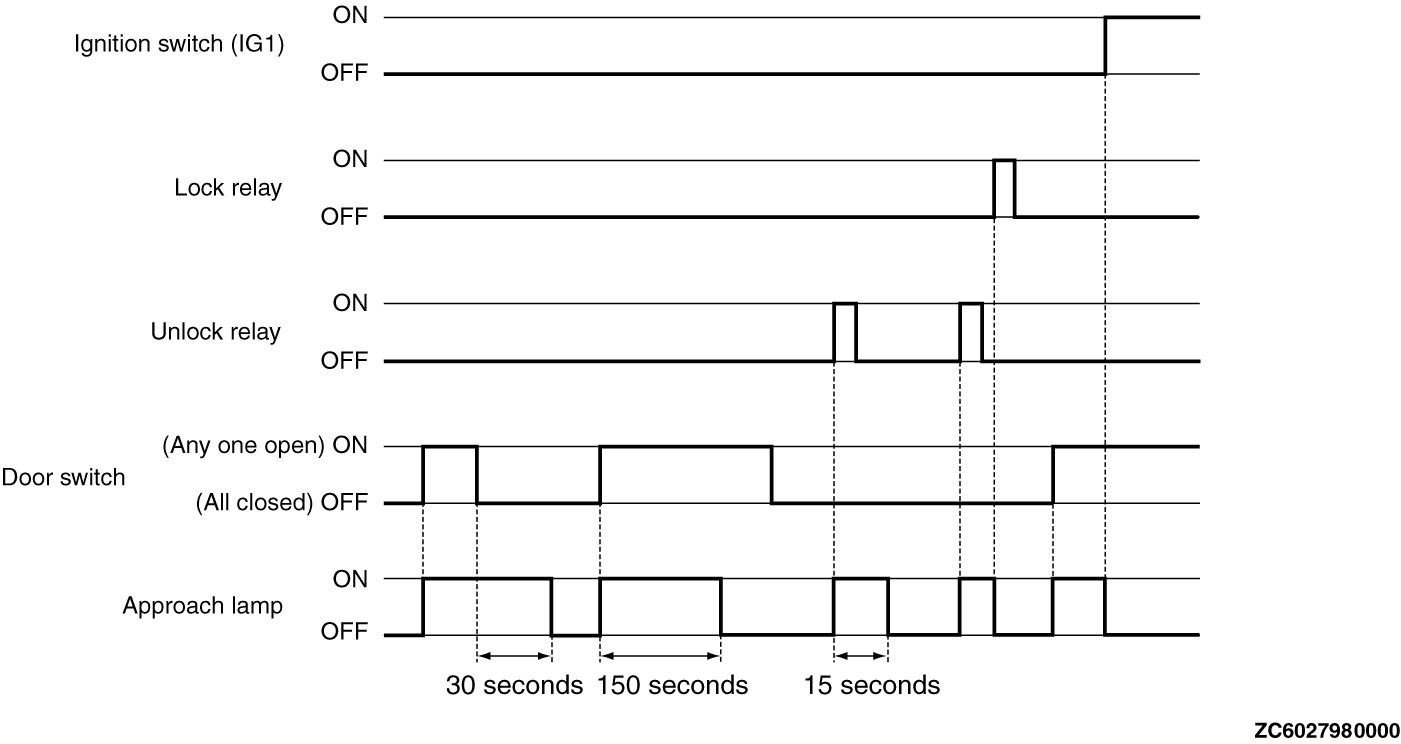 ON
Ignition switch (IG1)
OFF
ON
Lock relay
OFF
ON
Unlock relay
OFF
(Any one open) ON
Door switch
(All closed) OFF
ON
Approach lamp
OFF
30 seconds 150 seconds 15 seconds
ZC6027980000